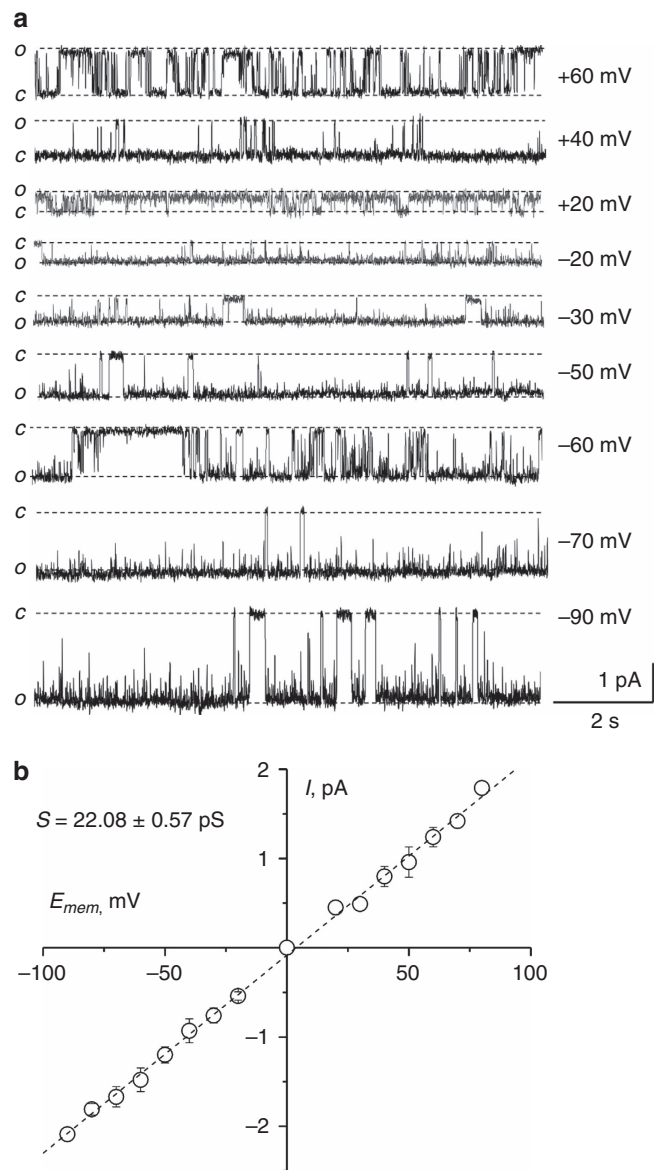 a
o
c
+60 mV
o
c
+40 mV
o
c
+20 mV
c
o
–20 mV
c
o
–30 mV
c
o
–50 mV
c
o
–60 mV
c
o
–70 mV
c
o
–90 mV
1 pA
2 s
b
2
I, pA
S = 22.08 ± 0.57 pS
1
E_mem, mV
0
–100
–50
50
100
–1
–2